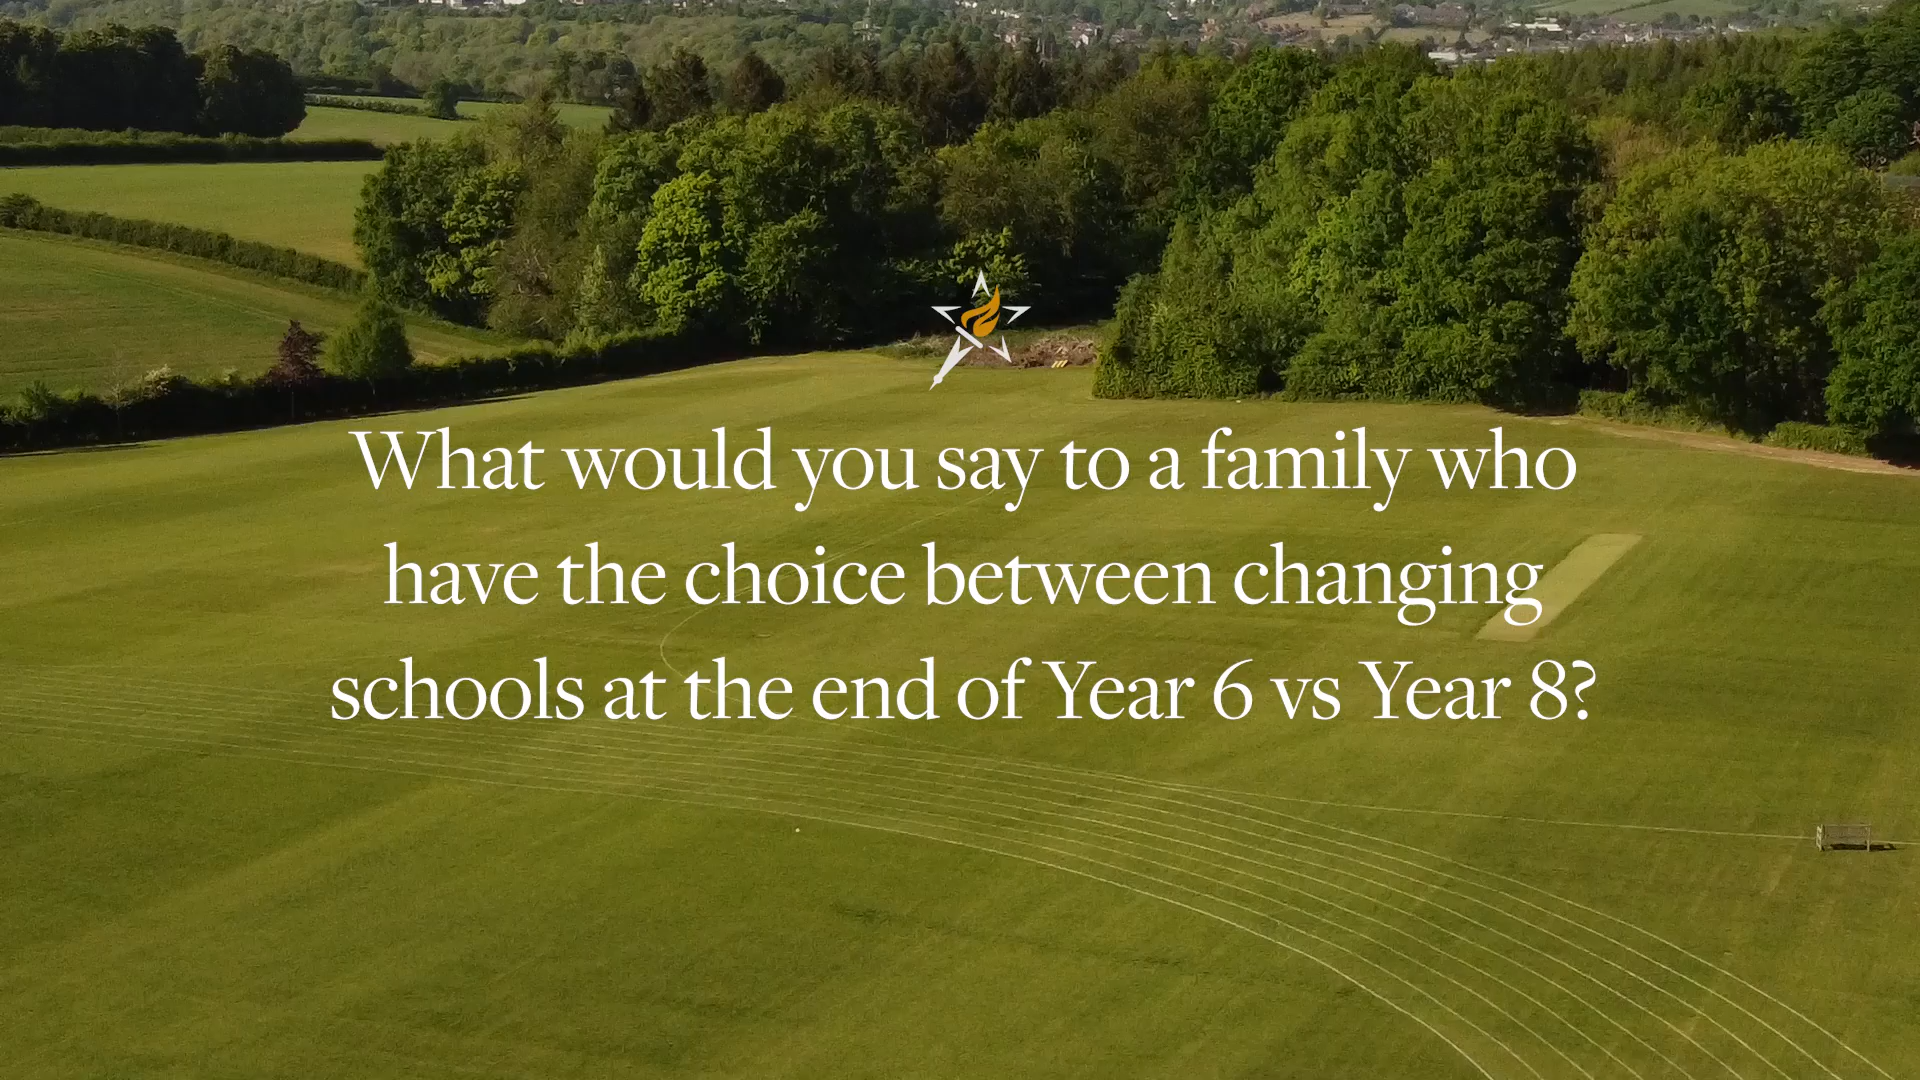 What would you say to a family who
have the choice between changing
schools at the end of Year 6 vs Year 8?